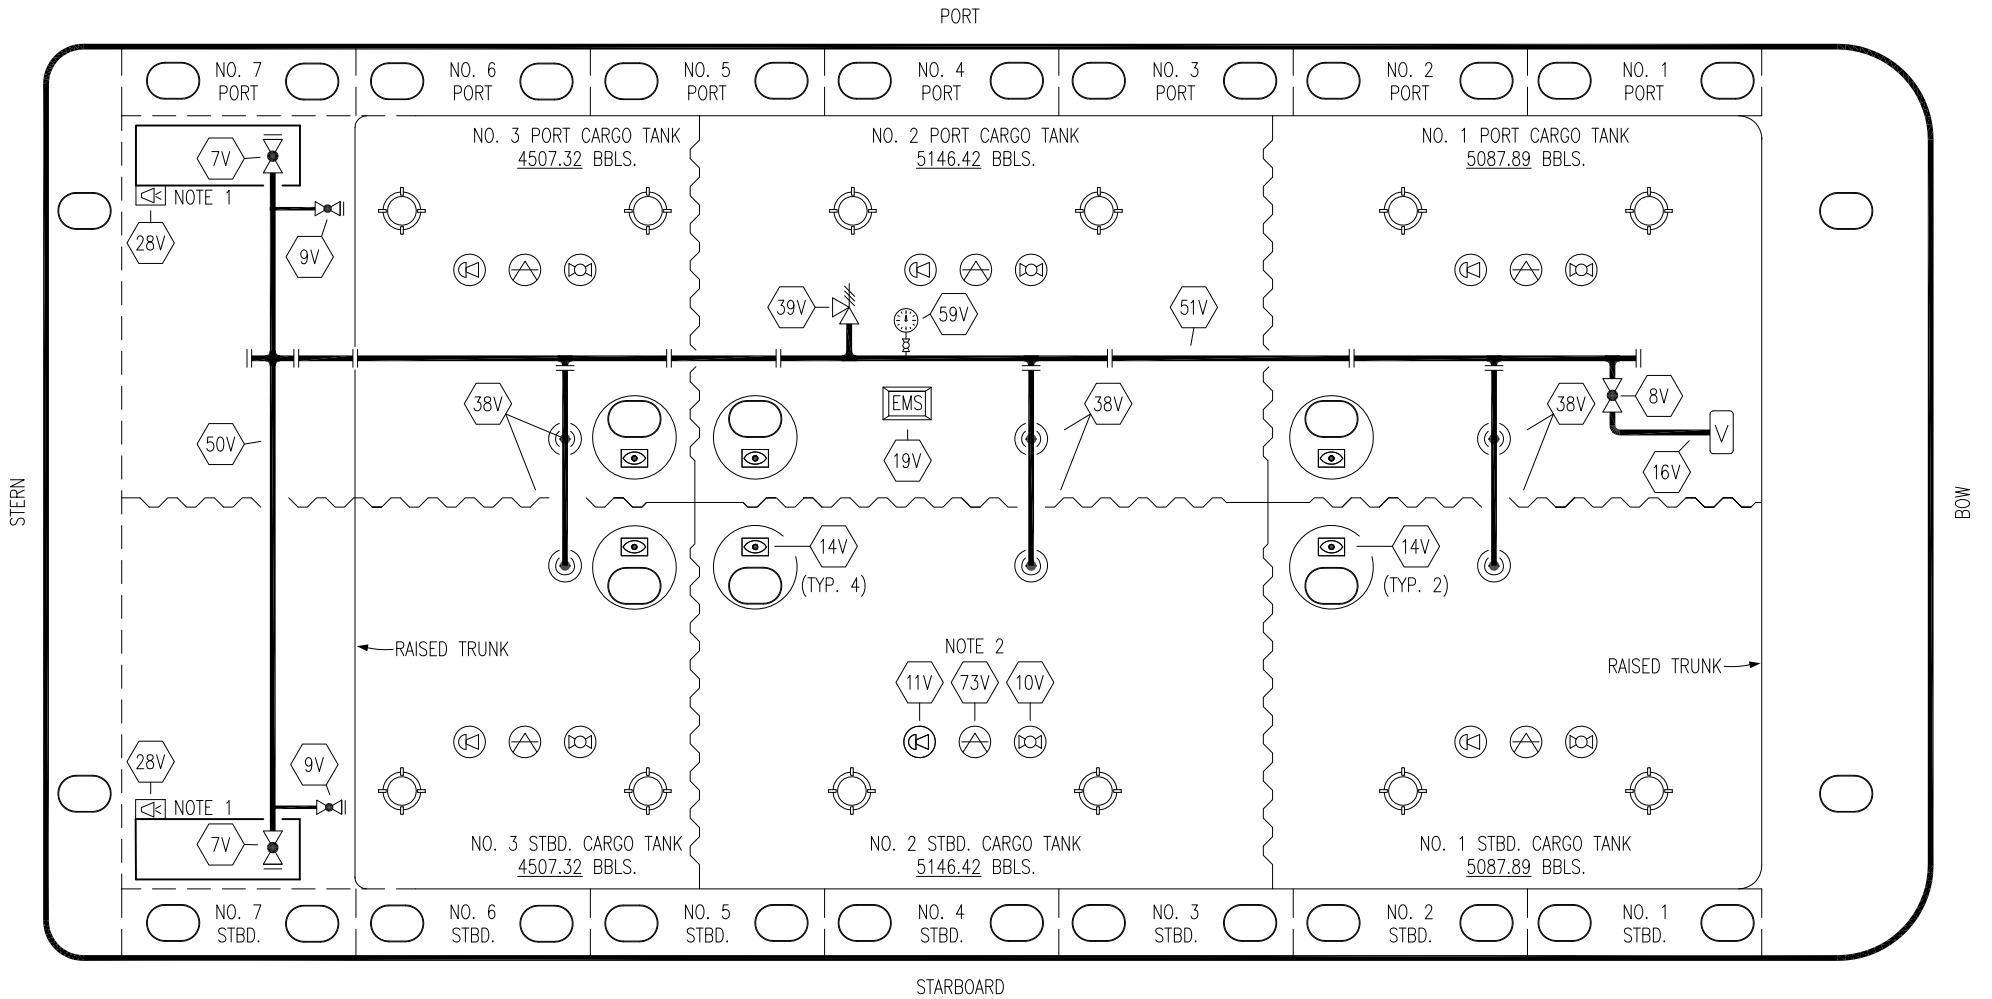 PORT
NO. 7
PORT
NO. 6
PORT
NO. 5
PORT
NO. 4
PORT
NO. 3
PORT
NO. 2
PORT
NO. 1
PORT
NO. 3 PORT CARGO TANK
4507.32 BBLS.
NO. 2 PORT CARGO TANK
5146.42 BBLS.
NO. 1 PORT CARGO TANK
5087.89 BBLS.
7V
NOTE 1
28V
9V
39V
59V
51V
38V
EMS
38V
38V
8V
50V
19V
16V
V
STERN
BOW
14V
(TYP. 4)
14V
(TYP. 2)
RAISED TRUNK
NOTE 2
RAISED TRUNK
11V
73V
10V
28V
9V
NOTE 1
7V
NO. 3 STBD. CARGO TANK
4507.32 BBLS.
NO. 2 STBD. CARGO TANK
5146.42 BBLS.
NO. 1 STBD. CARGO TANK
5087.89 BBLS.
NO. 7
STBD.
NO. 6
STBD.
NO. 5
STBD.
NO. 4
STBD.
NO. 3
STBD.
NO. 2
STBD.
NO. 1
STBD.
STARBOARD